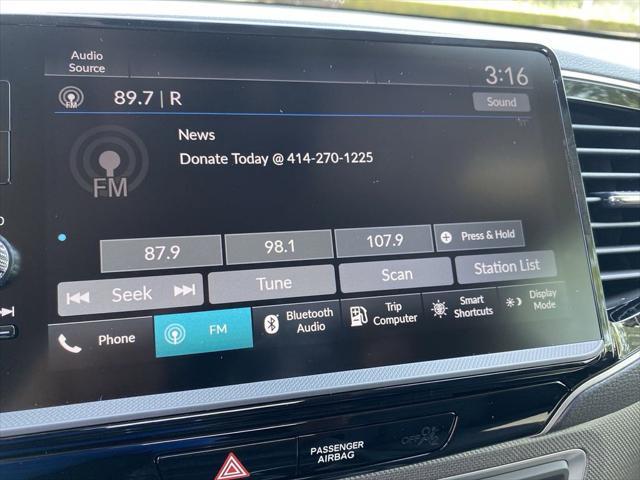 Audio
Source
3:16
FM
89.7 | R
Sound
FM
News
Donate Today @ 414-270-1225
87.9
98.1
107.9
Press & Hold
Seek
Tune
Scan
Station List
Phone
FM
Bluetooth
Audio
Trip
Computer
Smart
Shortcuts
Display
Mode
PASSENGER
AIRBAG
OFF